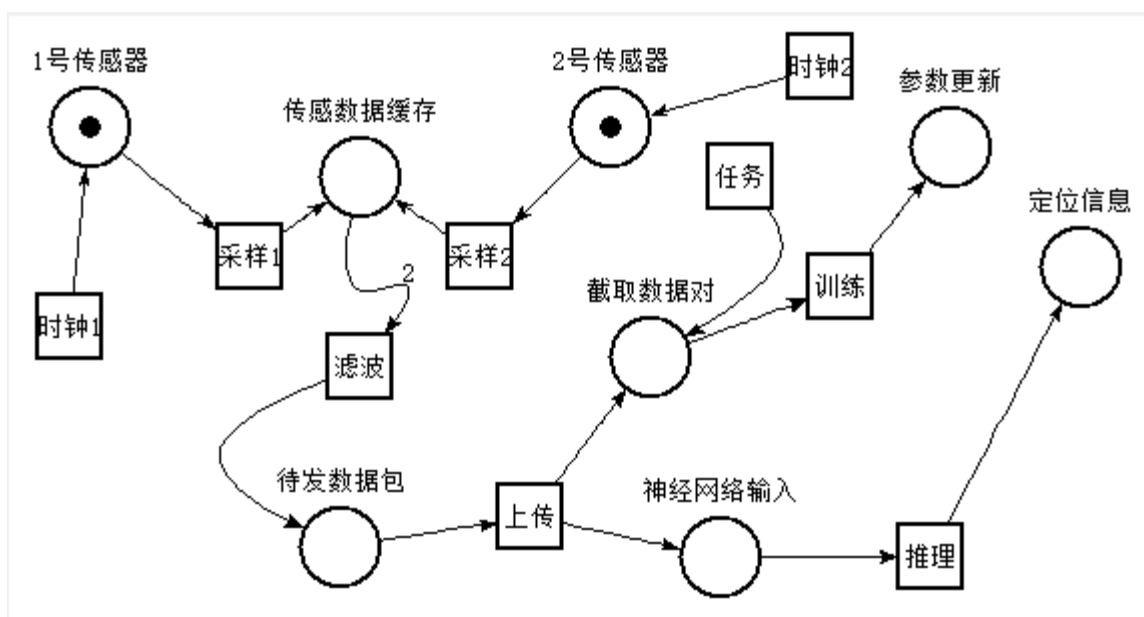 1号传感器
2号传感器
时钟2
参数更新
传感数据缓存
任务
定位信息
采样1
采样2
2
截取数据对
训练
时钟1
滤波
待发数据包
上传
神经网络输入
推理